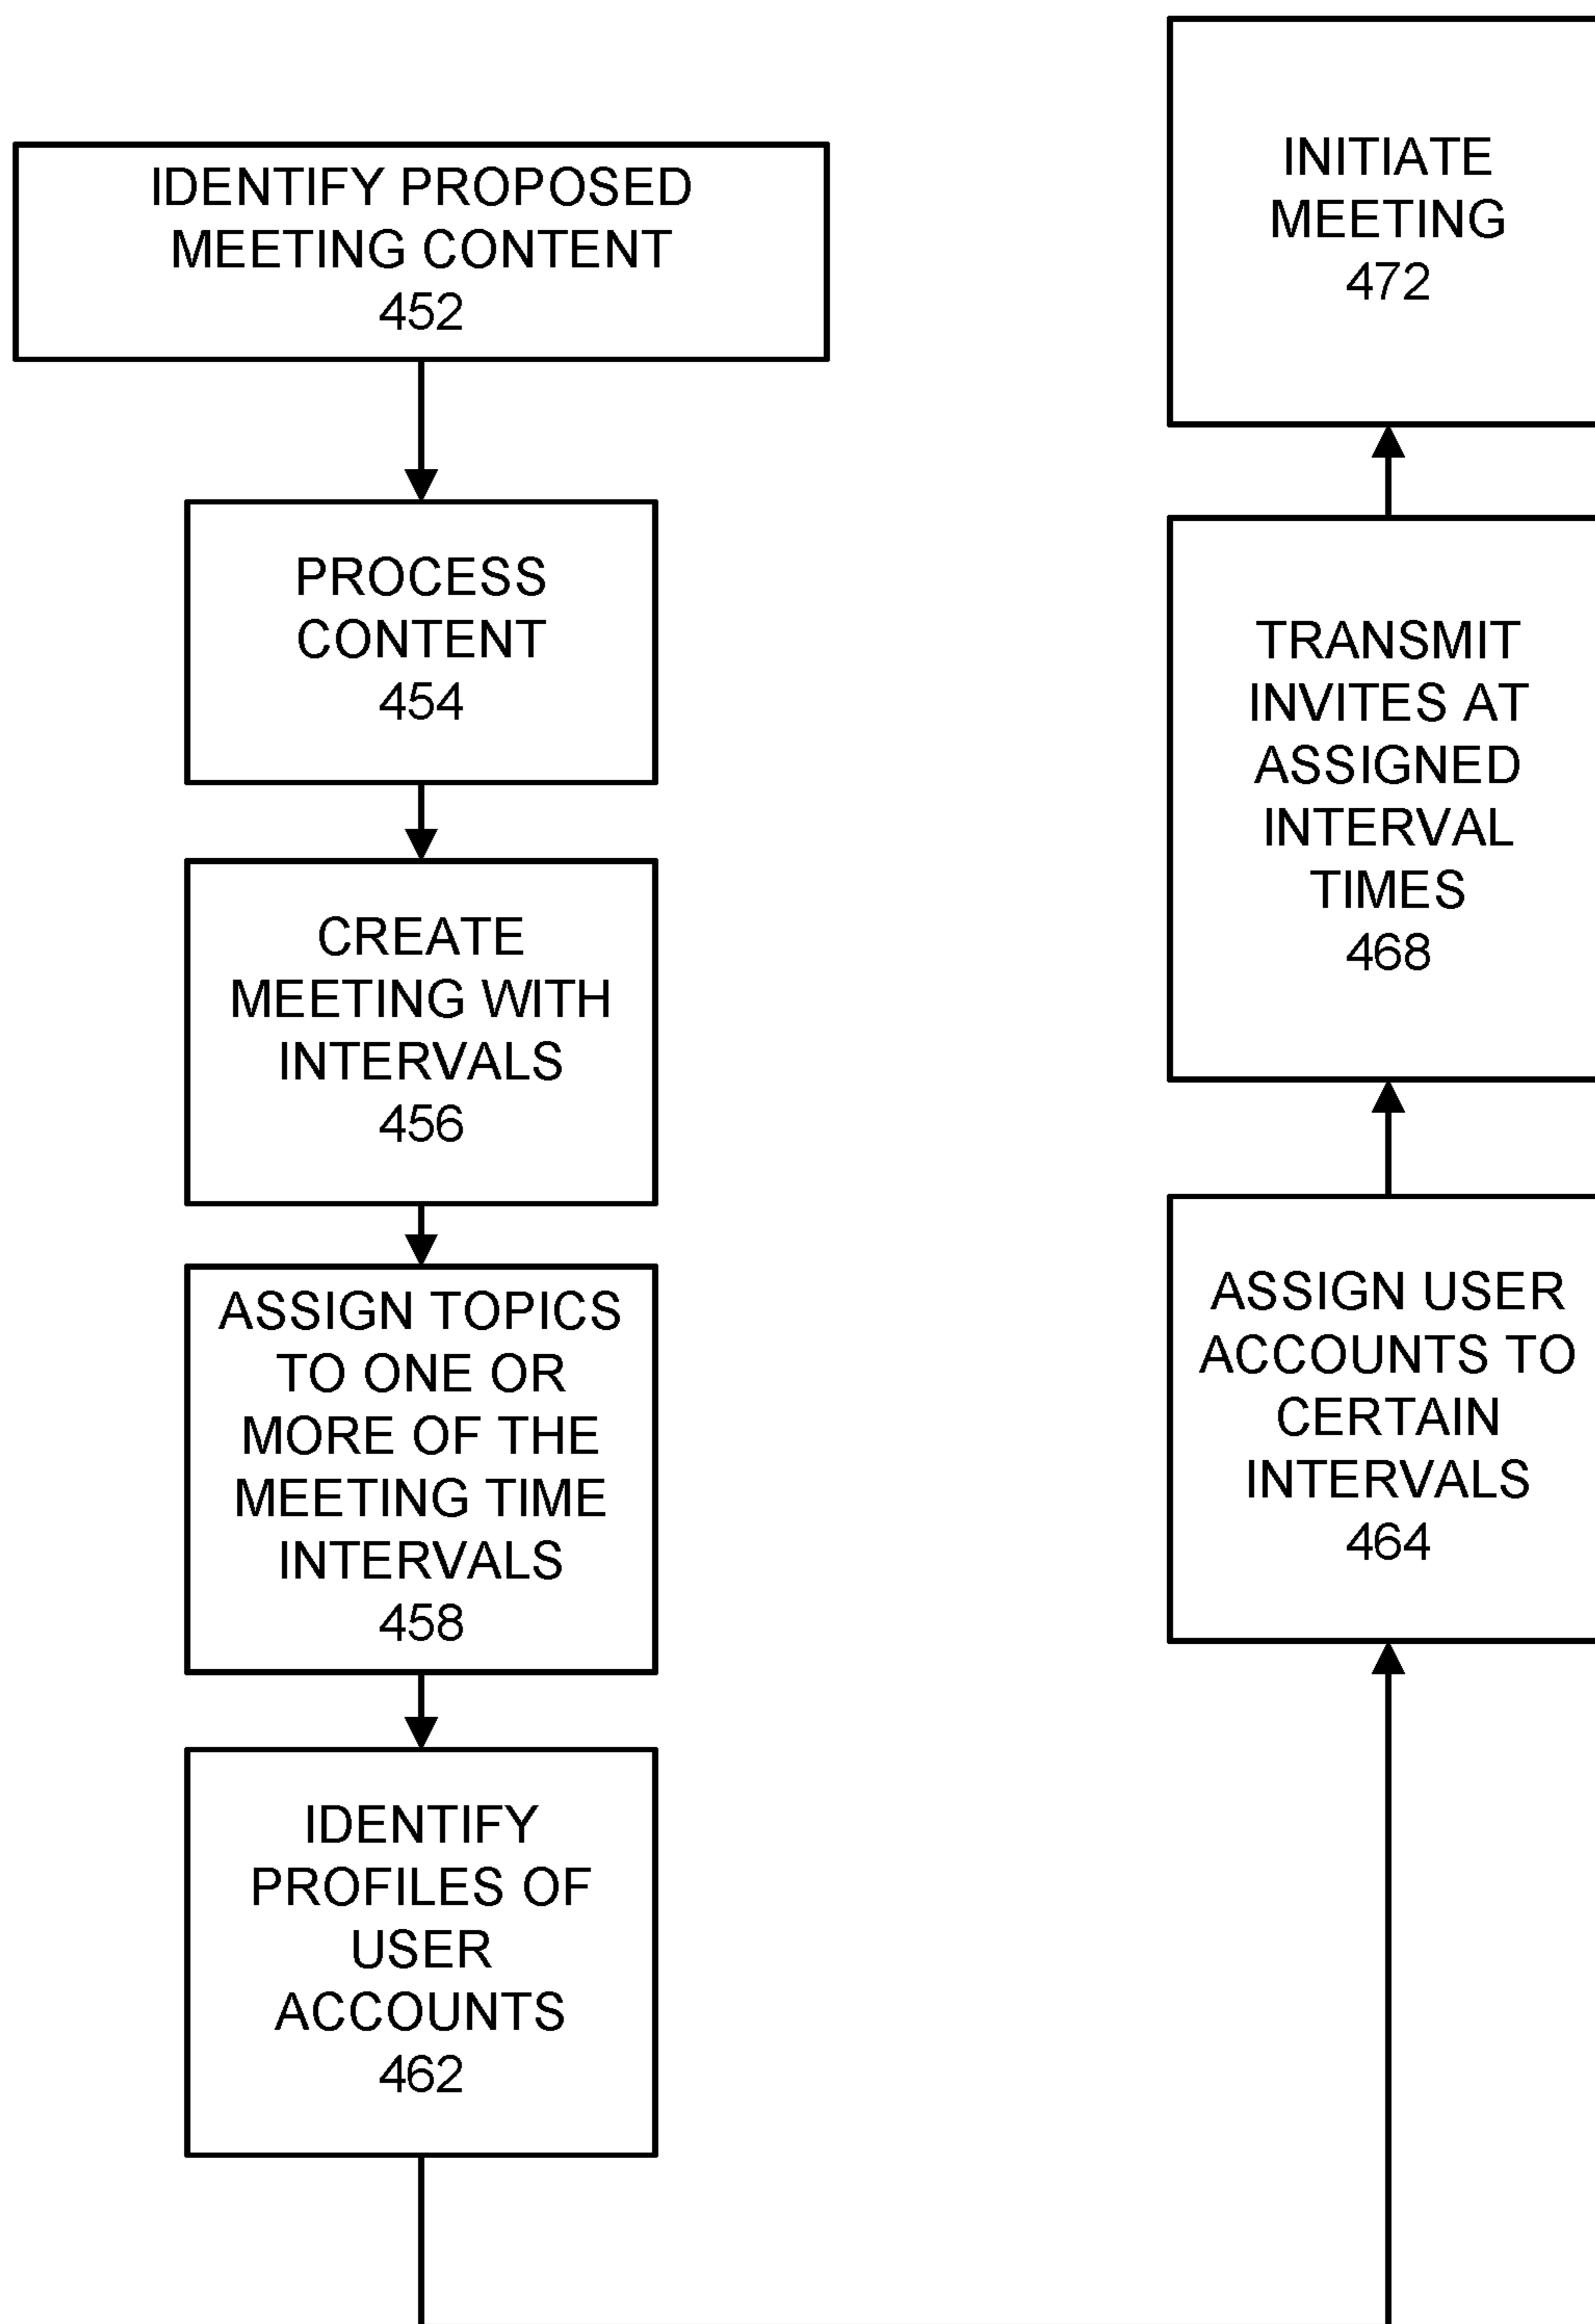 IDENTIFY PROPOSED
MEETING CONTENT
452
PROCESS
CONTENT
454
CREATE
MEETING WITH
INTERVALS
456
ASSIGN TOPICS
TO ONE OR
MORE OF THE
MEETING TIME
INTERVALS
458
IDENTIFY
PROFILES OF
USER
ACCOUNTS
462
ASSIGN USER
ACCOUNTS TO
CERTAIN
INTERVALS
464
TRANSMIT
INVITES AT
ASSIGNED
INTERVAL
TIMES
468
INITIATE
MEETING
472